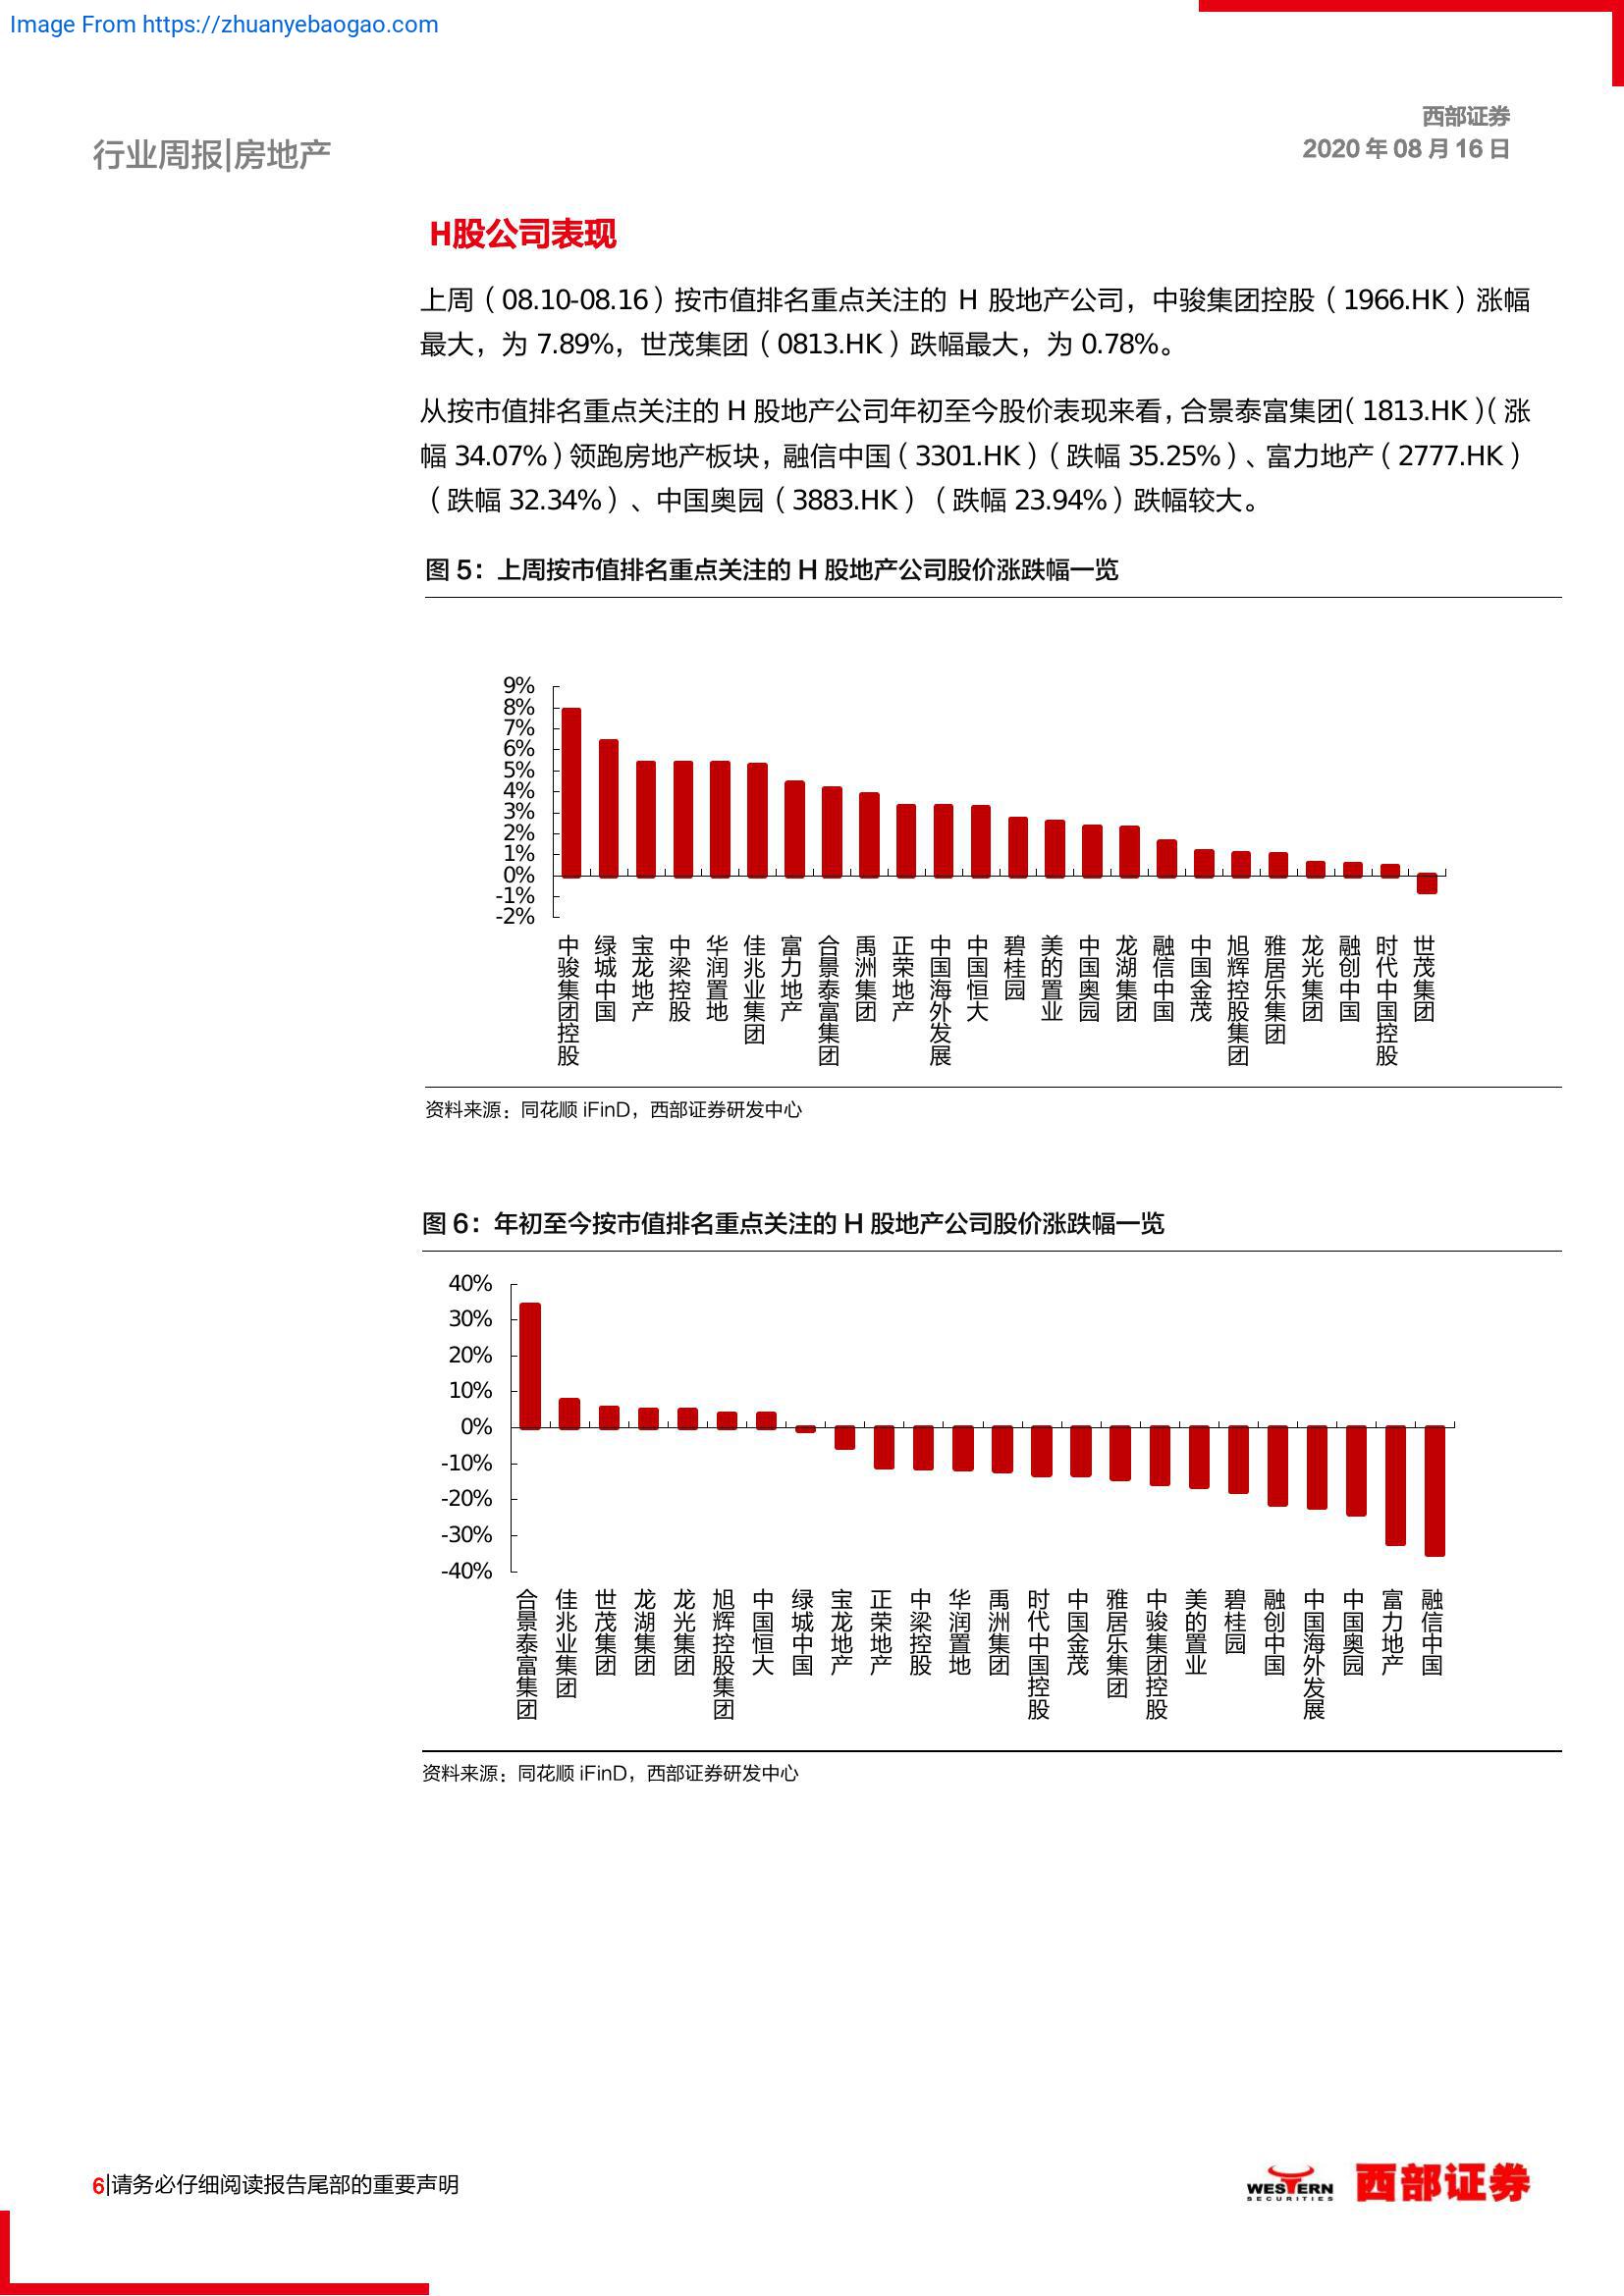 Image From https://zhuanyebaogao.com
西部证券
行业周报|房地产
2020 年 08 月 16 日
H股公司表现
上周（08.10-08.16）按市值排名重点关注的 H 股地产公司，中骏集团控股（1966.HK）涨幅
最大，为 7.89%，世茂集团（0813.HK）跌幅最大，为 0.78%。
从按市值排名重点关注的 H 股地产公司年初至今股价表现来看，合景泰富集团（1813.HK）（涨
幅 34.07%）领跑房地产板块，融信中国（3301.HK）（跌幅 35.25%）、富力地产（2777.HK）
（跌幅 32.34%）、中国奥园（3883.HK）（跌幅 23.94%）跌幅较大。
图 5：上周按市值排名重点关注的 H 股地产公司股价涨跌幅一览
9%
8%
7%
6%
5%
4%
3%
2%
1%
0%
-1%
-2%
中骏集团控股
绿城中国
宝龙地产
中梁控股
华润置地
佳兆业集团
富力地产
合景泰富集团
禹洲集团
正荣地产
中国海外发展
中国恒大
碧桂园
美的置业
中国奥园
龙湖集团
融信中国
中国金茂
旭辉控股集团
雅居乐集团
龙光集团
融创中国
时代中国控股
世茂集团
资料来源：同花顺 iFinD，西部证券研发中心
图 6：年初至今按市值排名重点关注的 H 股地产公司股价涨跌幅一览
40%
30%
20%
10%
0%
-10%
-20%
-30%
-40%
合景泰富集团
佳兆业集团
世茂集团
龙湖集团
龙光集团
旭辉控股集团
中国恒大
绿城中国
宝龙地产
正荣地产
中梁控股
华润置地
禹洲集团
时代中国控股
中国金茂
雅居乐集团
中骏集团控股
美的置业
碧桂园
融创中国
中国海外发展
中国奥园
富力地产
融信中国
资料来源：同花顺 iFinD，西部证券研发中心
6|请务必仔细阅读报告尾部的重要声明
WESTERN
SECURITIES
西部证券